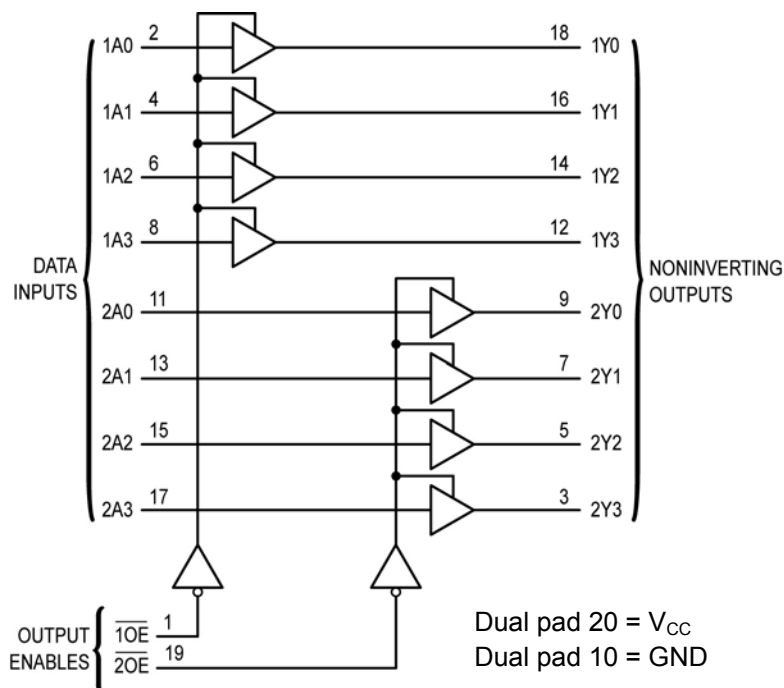 1A0 2 18 1Y0
1A1 4 16 1Y1
1A2 6 14 1Y2
1A3 8 12 1Y3
DATA
INPUTS
NONINVERTING
OUTPUTS
2A0 11 9 2Y0
2A1 13 7 2Y1
2A2 15 5 2Y2
2A3 17 3 2Y3
OUTPUT
ENABLES
1OE 1
2OE 19
Dual pad 20 = VCC
Dual pad 10 = GND